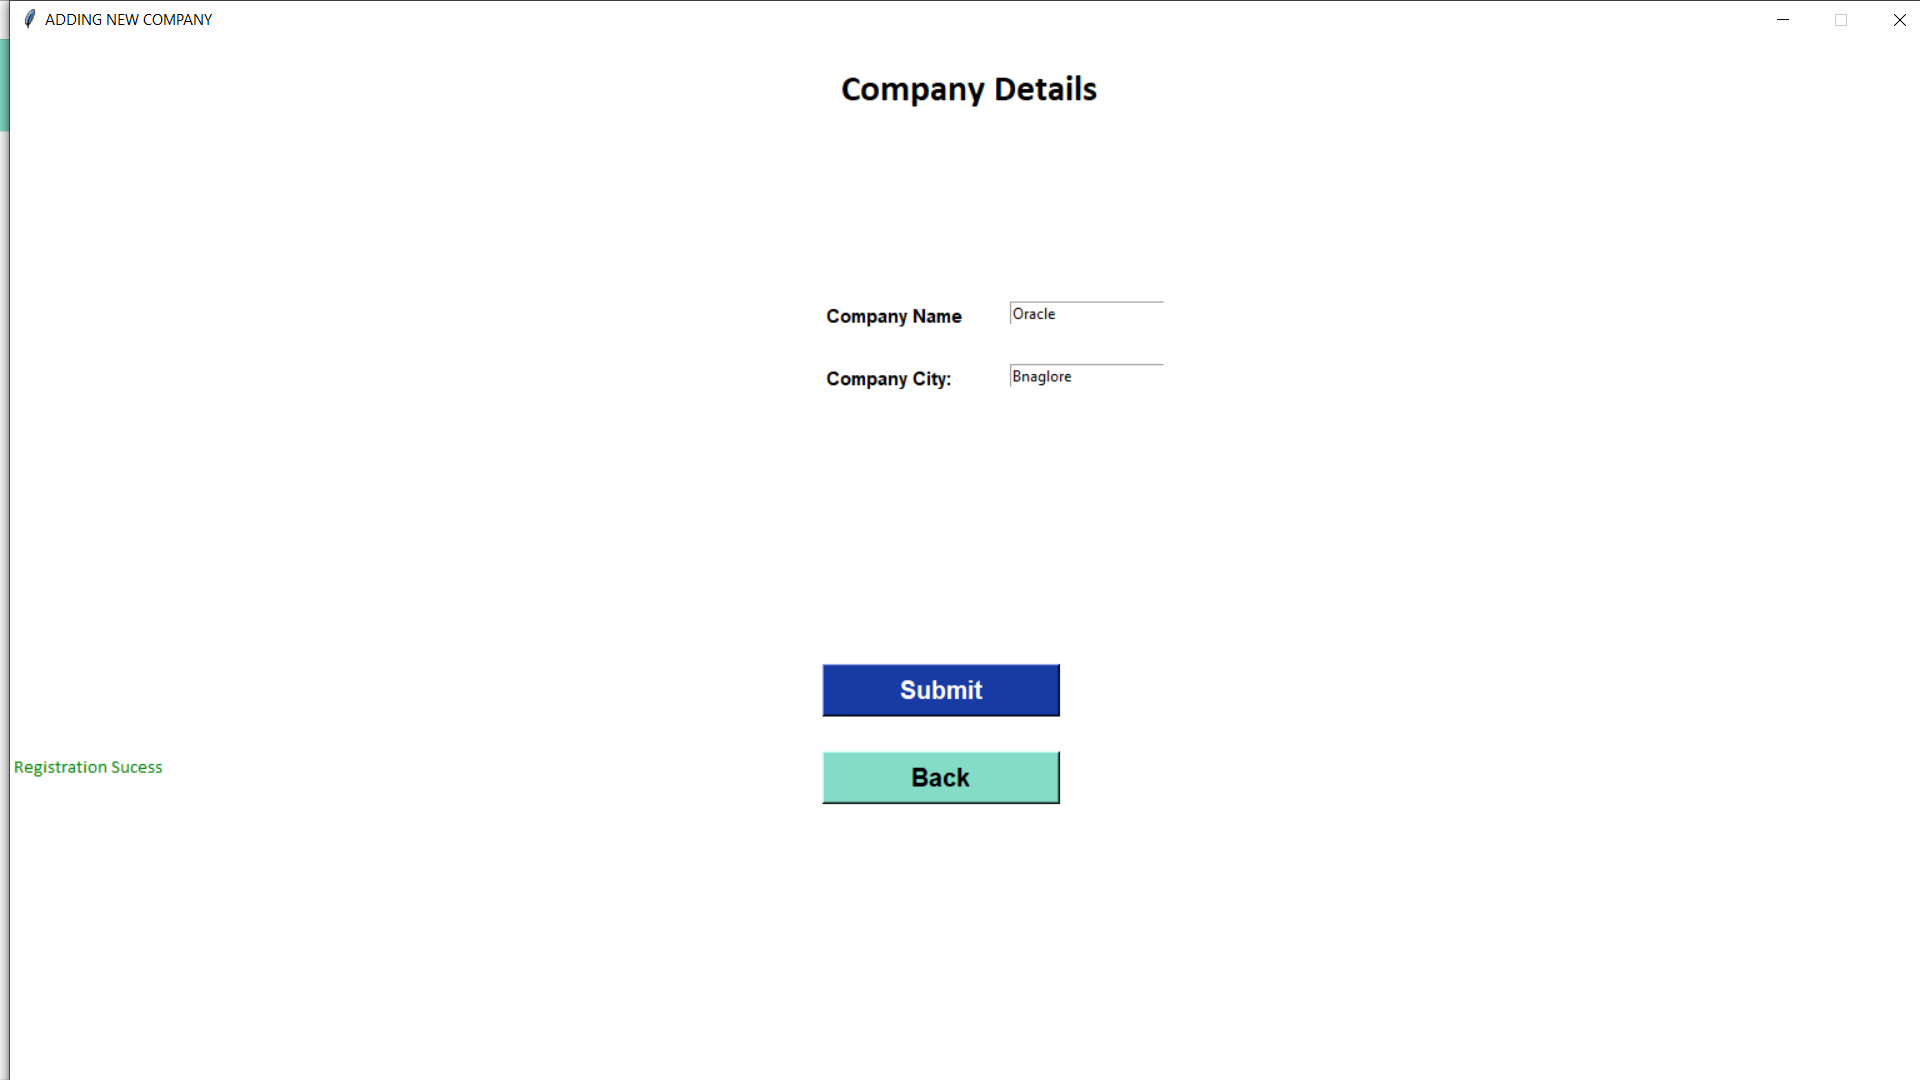 ADDING NEW COMPANY
Company Details
Company Name Oracle
Company City: Bnaglore
Submit
Registration Sucess
Back